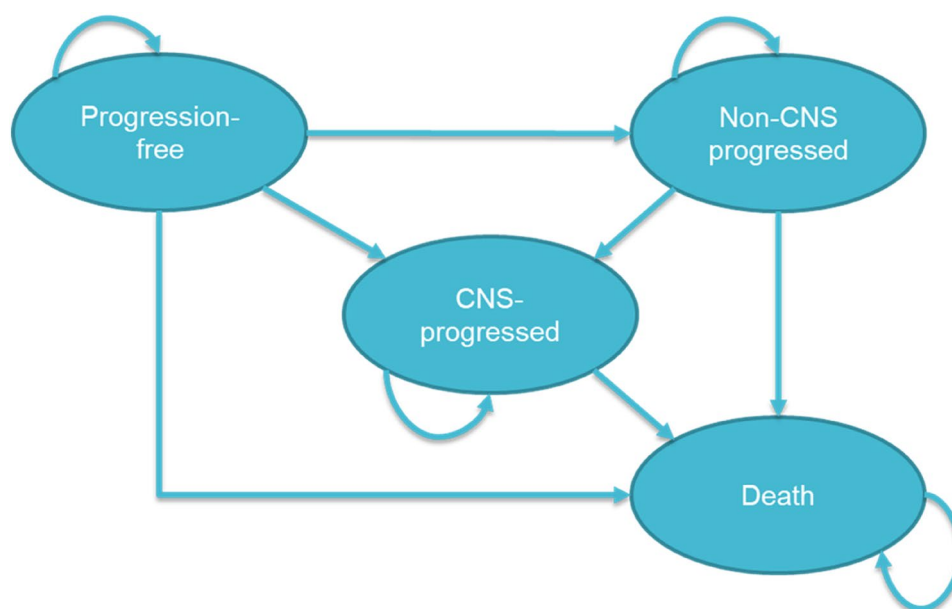 Progression-
free
Non-CNS
progressed
CNS-
progressed
Death